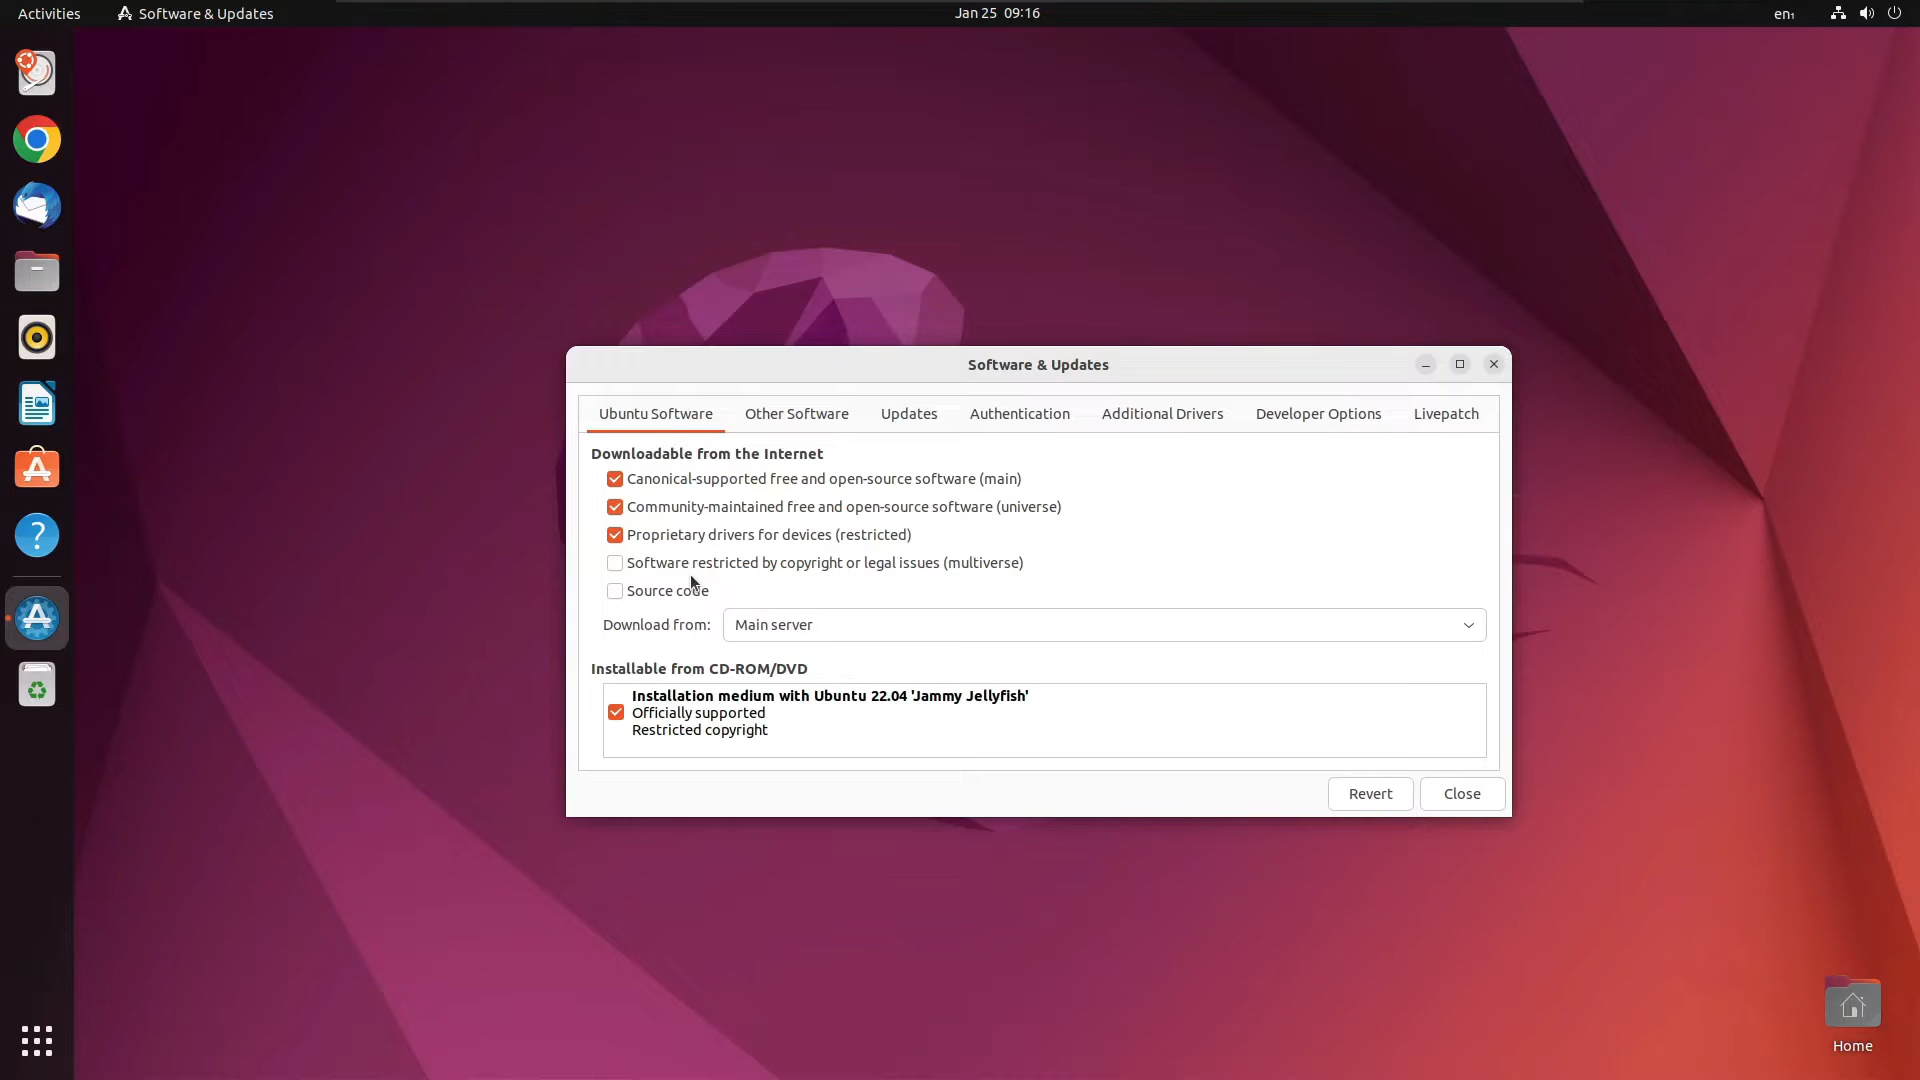 Activities
Software & Updates
Jan 25 09:16
en₁
Software & Updates
Ubuntu Software
Other Software
Updates
Authentication
Additional Drivers
Developer Options
Livepatch
Downloadable from the Internet
Canonical-supported free and open-source software (main)
Community-maintained free and open-source software (universe)
Proprietary drivers for devices (restricted)
Software restricted by copyright or legal issues (multiverse)
Source code
Download from: Main server
Installable from CD-ROM/DVD
Installation medium with Ubuntu 22.04 'Jammy Jellyfish'
Officially supported
Restricted copyright
Revert
Close
Home